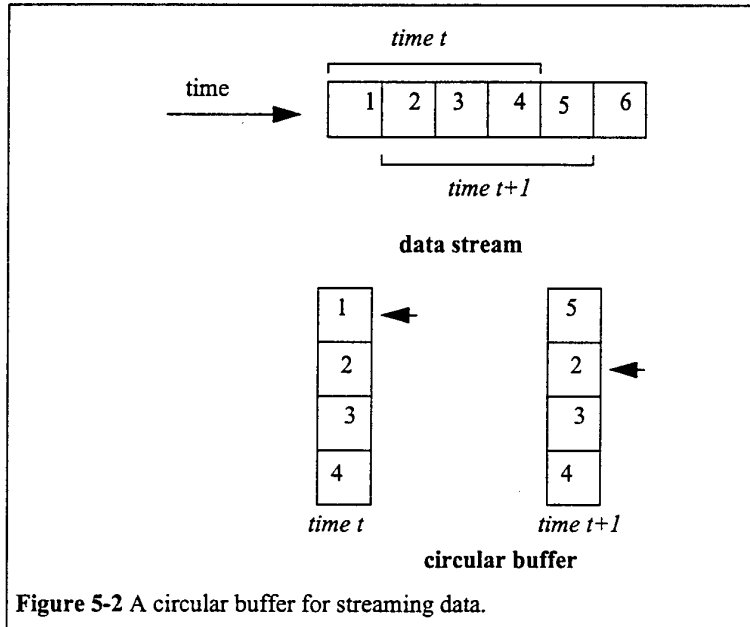 time t
time
1 2 3 4 5 6
time t+1
data stream
1 5
2 2
3 3
4 4
time t time t+1
circular buffer
Figure 5-2 A circular buffer for streaming data.